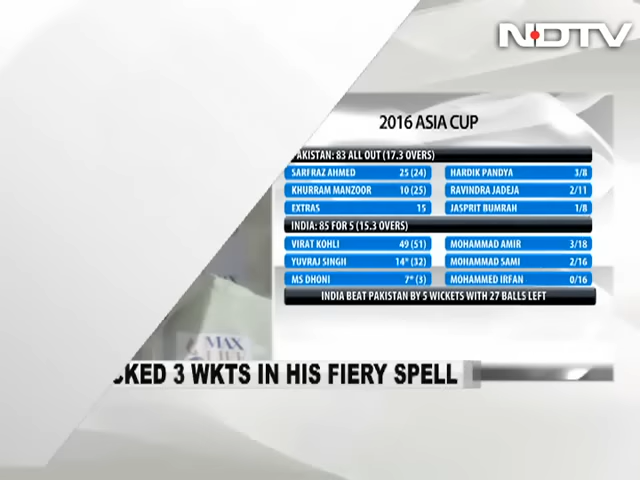 NDTV
2016 ASIA CUP
AKISTAN: 83 ALL OUT (17.3 OVERS)
SARFRAZ AHMED 25 (24) HARDIK PANDYA 3/8
KHURRAM MANZOOR 10 (25) RAVINDRA JADEJA 2/11
EXTRAS 15 JASPRIT BUMRAH 1/8
INDIA: 85 FOR 5 (15.3 OVERS)
VIRAT KOHLI 49 (51) MOHAMMAD AMIR 3/18
YUVRAJ SINGH 14* (32) MOHAMMAD SAMI 2/16
MS DHONI 7* (3) MOHAMMED IRFAN 0/16
INDIA BEAT PAKISTAN BY 5 WICKETS WITH 27 BALLS LEFT
MAX
LIFE
CKED 3 WKTS IN HIS FIERY SPELL